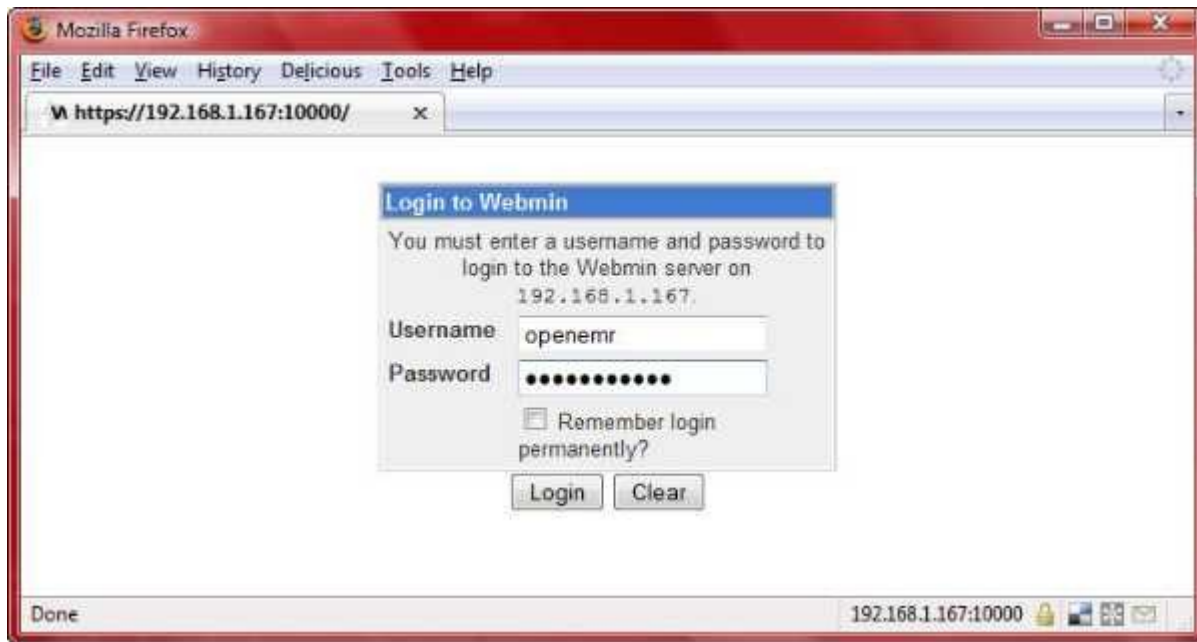 Mozilla Firefox
File Edit View History Delicious Tools Help
https://192.168.1.167:10000/
Login to Webmin
You must enter a username and password to
login to the Webmin server on
192.168.1.167.
Username openemr
Password ●●●●●●●●●●●
Remember login
permanently?
Login Clear
Done 192.168.1.167:10000